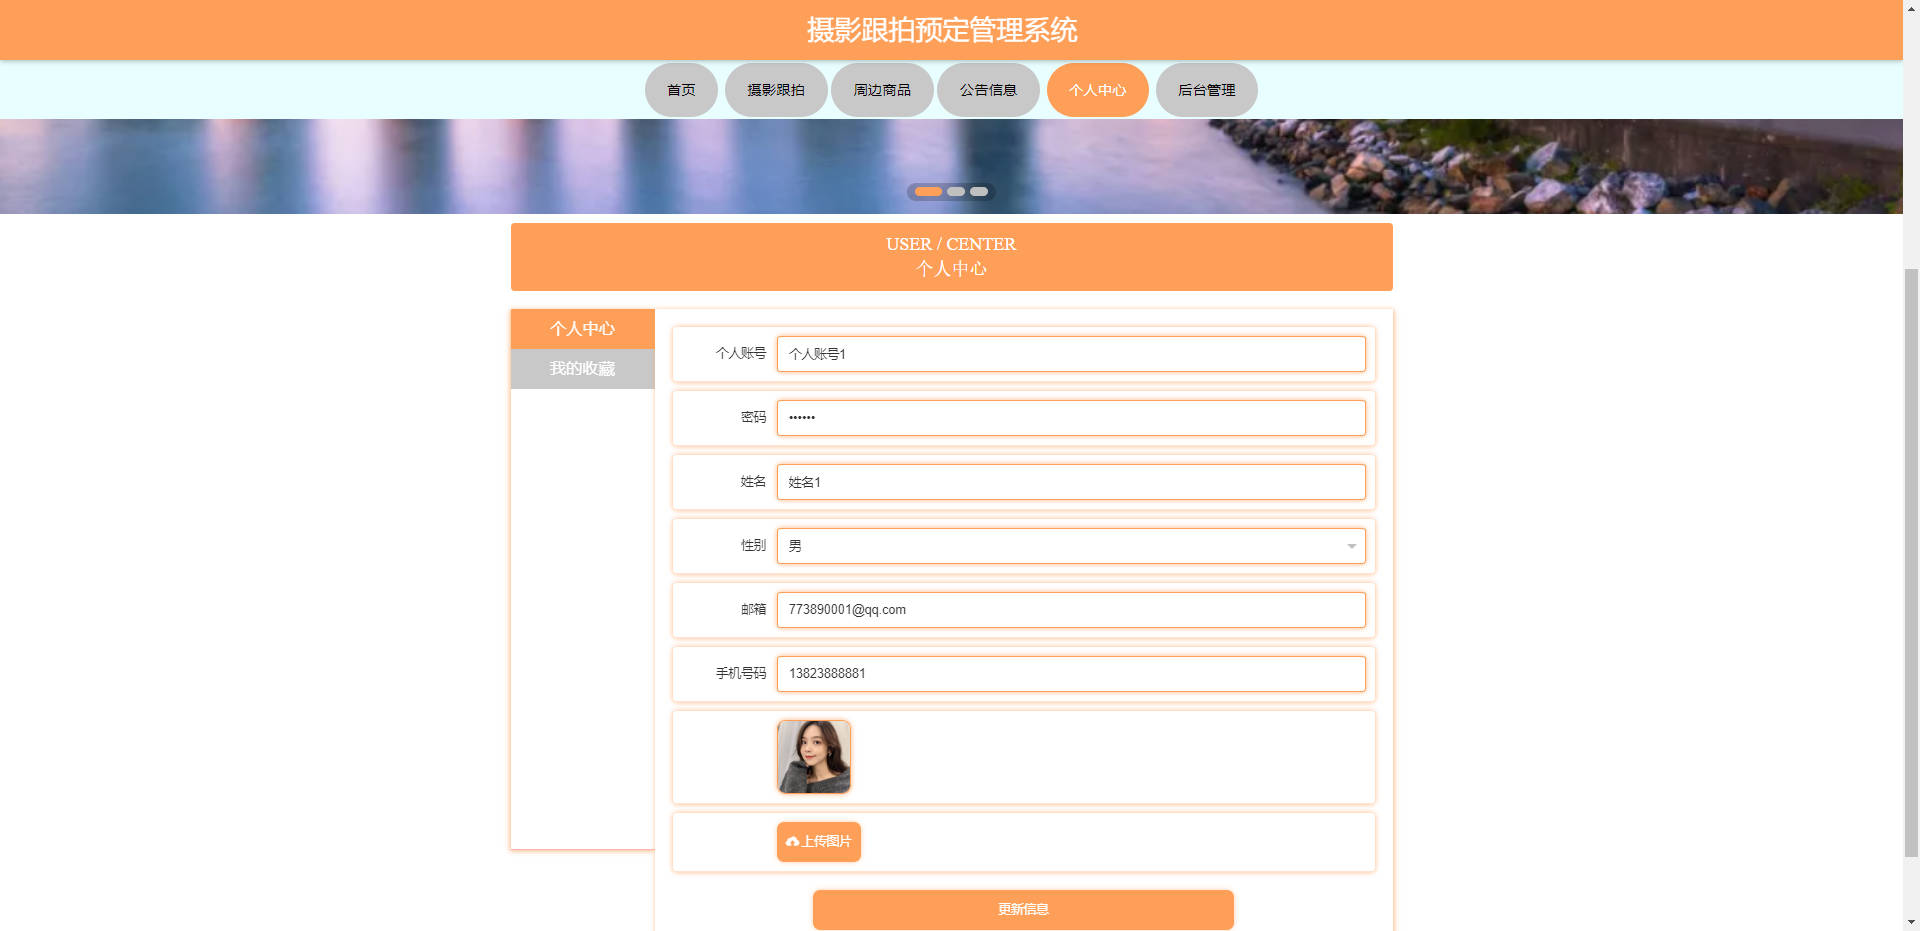 摄影跟拍预定管理系统
首页
摄影跟拍
周边商品
公告信息
个人中心
后台管理
USER / CENTER
个人中心
个人中心
我的收藏
个人账号
个人账号1
密码
••••••
姓名
姓名1
性别
男
邮箱
773890001@qq.com
手机号码
13823888881
上传图片
更新信息